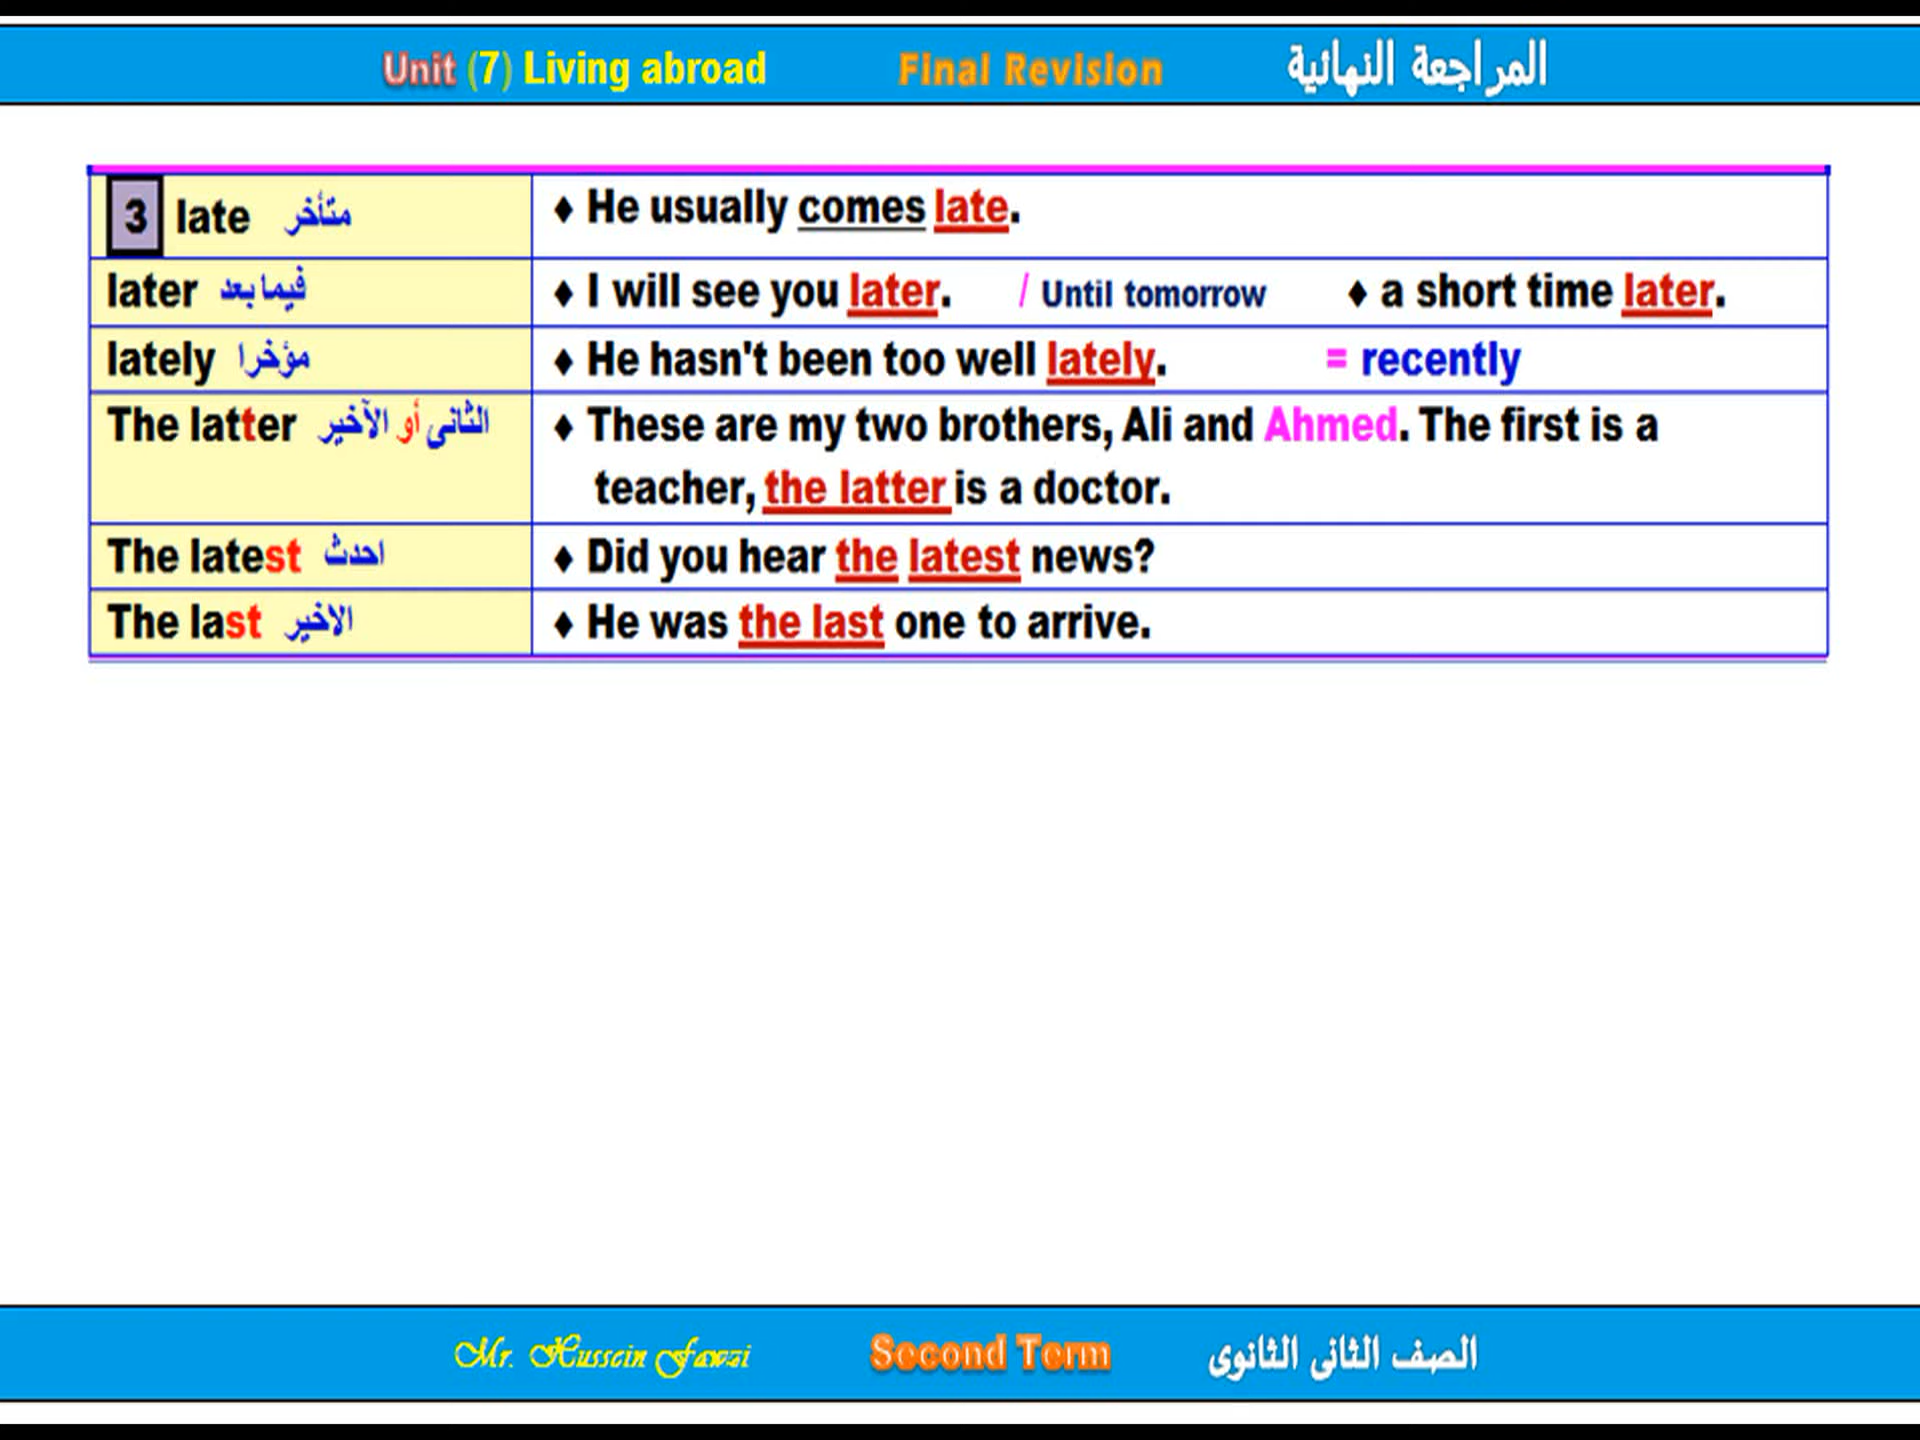 Unit (7) Living abroad Final Revision المراجعة النهائية
3 late متأخر ♦ He usually comes late.
later فيما بعد ♦ I will see you later. / Until tomorrow ♦ a short time later.
lately مؤخرا ♦ He hasn't been too well lately. = recently
The latter الثانى أو الآخير ♦ These are my two brothers, Ali and Ahmed. The first is a
teacher, the latter is a doctor.
The latest احدث ♦ Did you hear the latest news?
The last الاخير ♦ He was the last one to arrive.
Mr. Hussein Fawzi Second Term الصف الثانى الثانوى